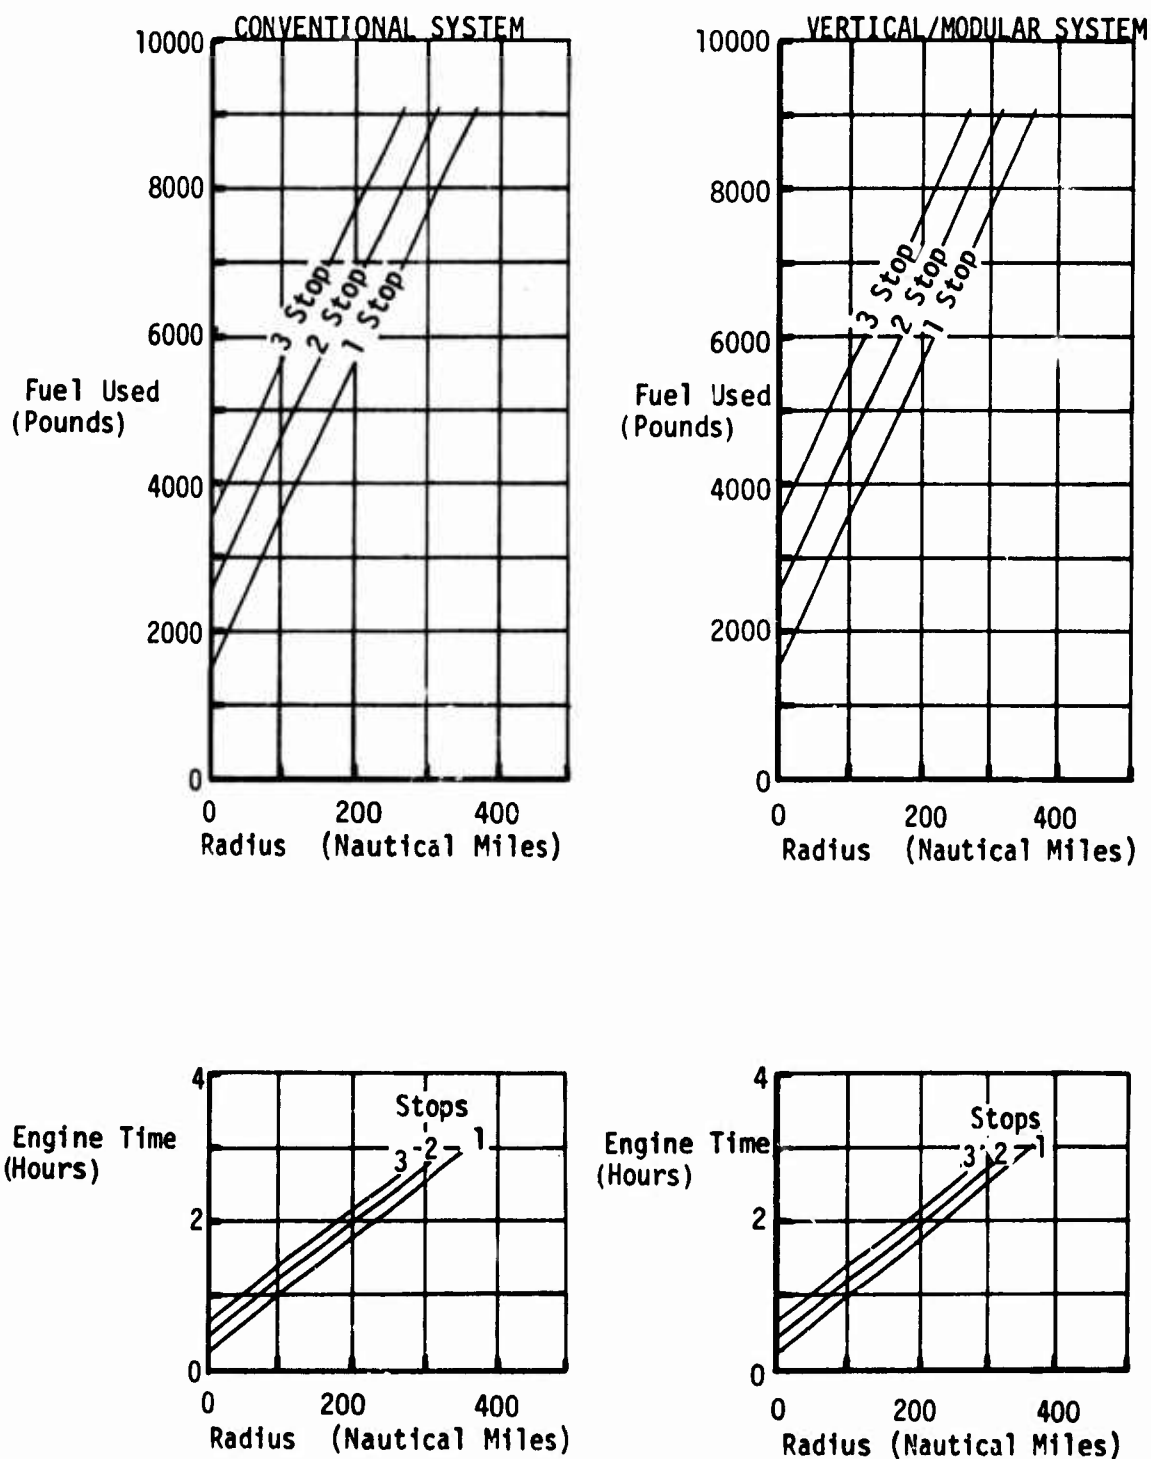 CONVENTIONAL SYSTEM
10000
8000
6000
4000
2000
0
Fuel Used
(Pounds)
3 Stop
2 Stop
1 Stop
0 200 400
Radius (Nautical Miles)
VERTICAL/MODULAR SYSTEM
10000
8000
6000
4000
2000
0
Fuel Used
(Pounds)
3 Stop
2 Stop
1 Stop
0 200 400
Radius (Nautical Miles)
4
2
0
Engine Time
(Hours)
Stops
3 2 1
0 200 400
Radius (Nautical Miles)
4
2
0
Engine Time
(Hours)
Stops
3 2 1
0 200 400
Radius (Nautical Miles)